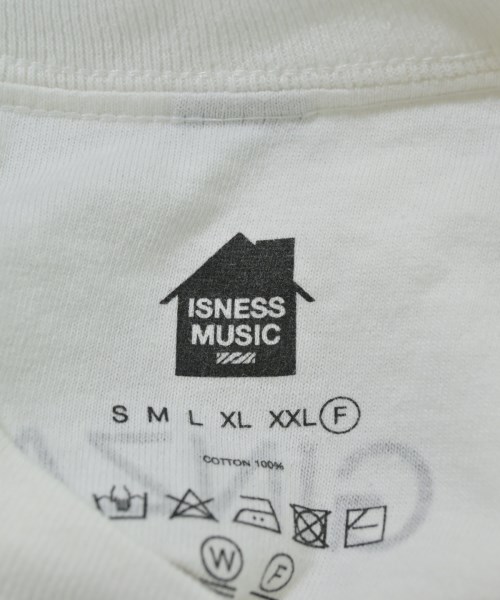 ISNESS
MUSIC
S M L XL XXL F
COTTON 100%
W F